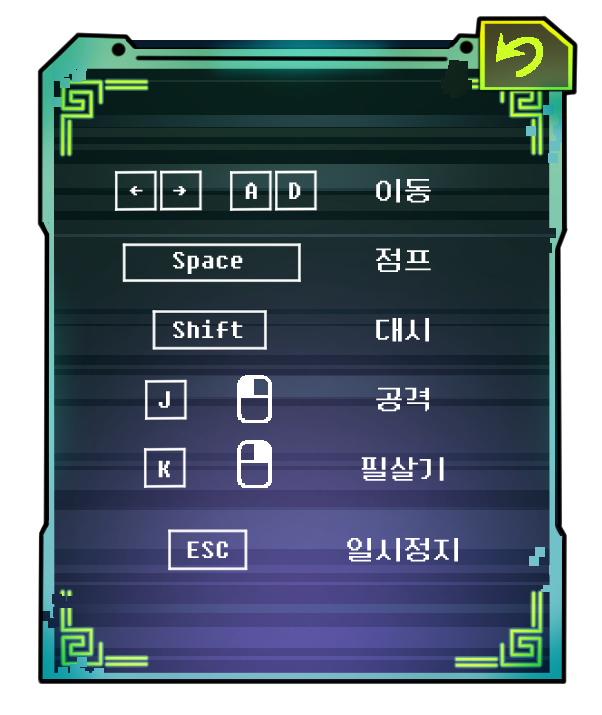 ← → A D 이동
Space 점프
Shift 대시
J 공격
K 필살기
ESC 일시정지